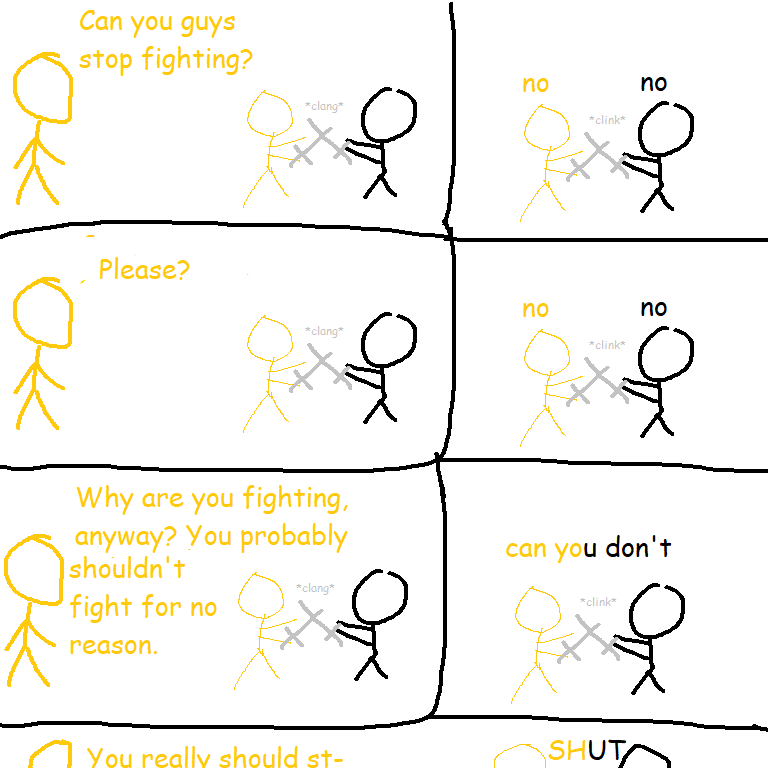 Can you guys
stop fighting?
*clang*
no no
*clink*
Please?
*clang*
no no
*clink*
Why are you fighting,
anyway? You probably
shouldn't
fight for no
reason.
*clang*
can you don't
*clink*
You really should st-
SHUT